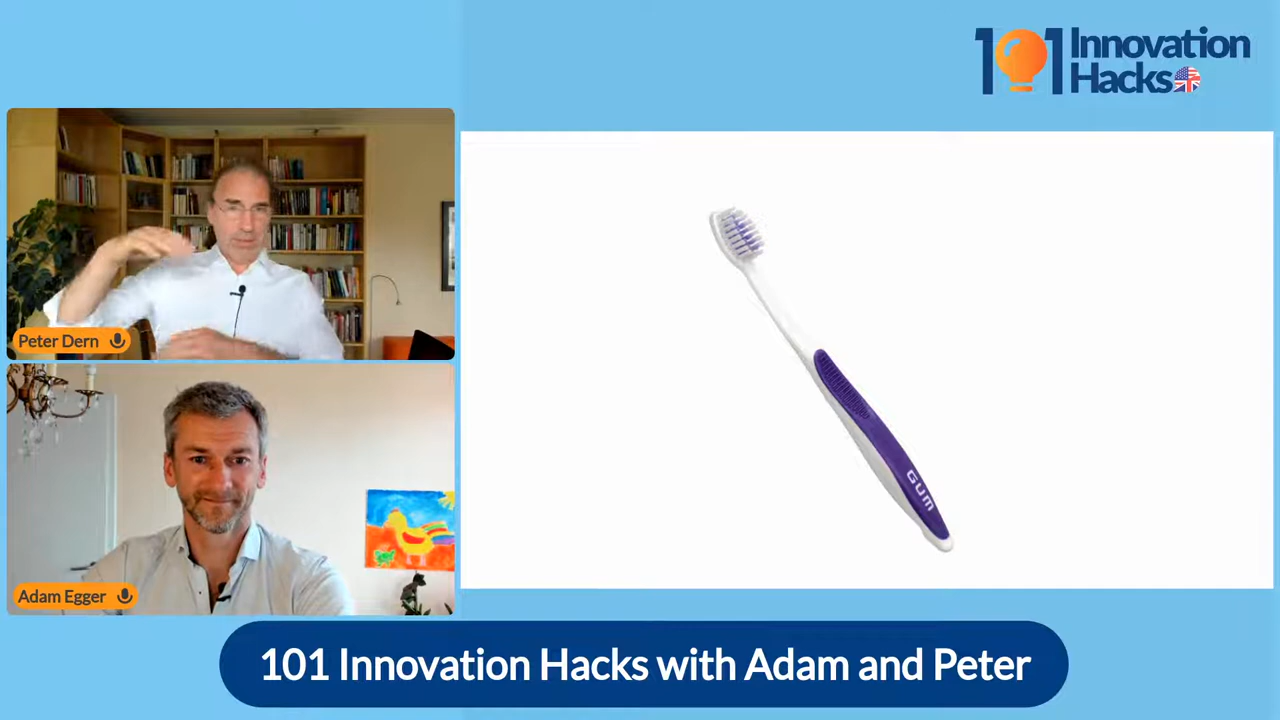 101 Innovation
Hacks
Peter Dern
GUM
Adam Egger
101 Innovation Hacks with Adam and Peter